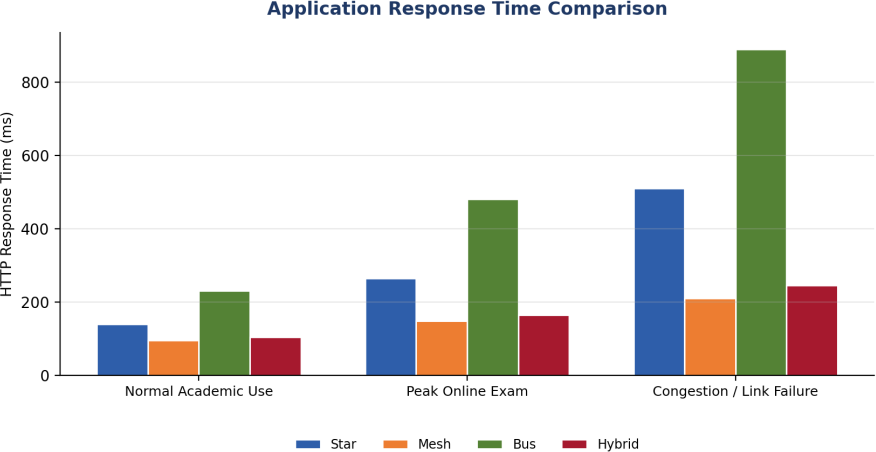 Application Response Time Comparison
HTTP Response Time (ms)
800
600
400
200
0
Normal Academic Use
Peak Online Exam
Congestion / Link Failure
Star
Mesh
Bus
Hybrid